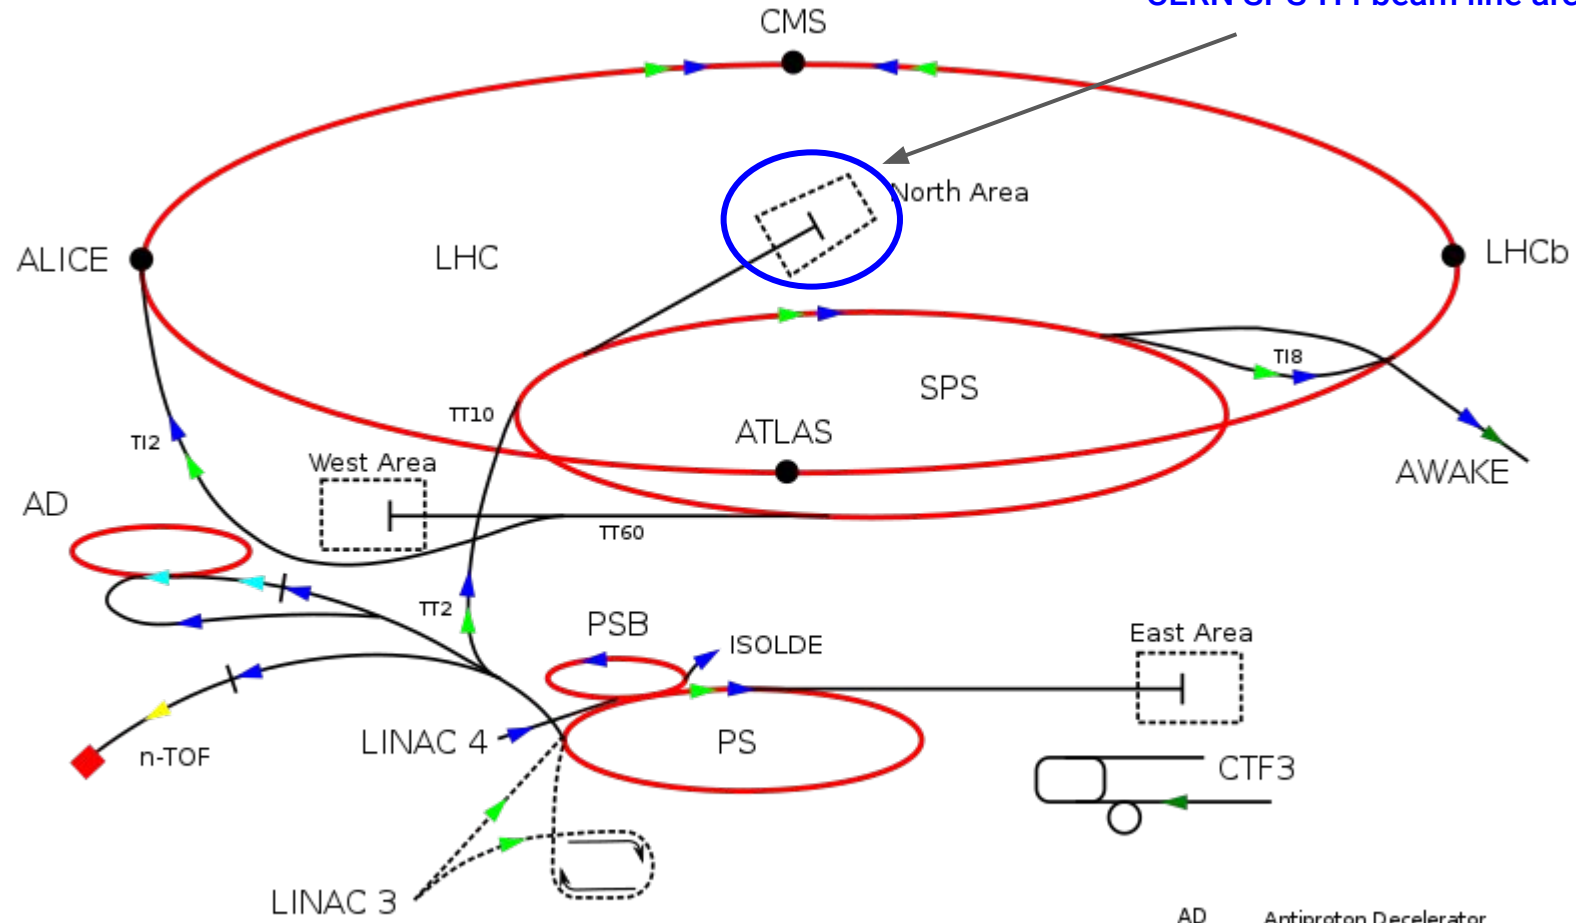 CMS
North Area
ALICE
LHC
LHCb
TI8
SPS
TT10
ATLAS
TI2
West Area
AWAKE
AD
TT60
TT2
PSB
ISOLDE
East Area
LINAC 4
PS
n-TOF
CTF3
LINAC 3
AD Antiproton Decelerator